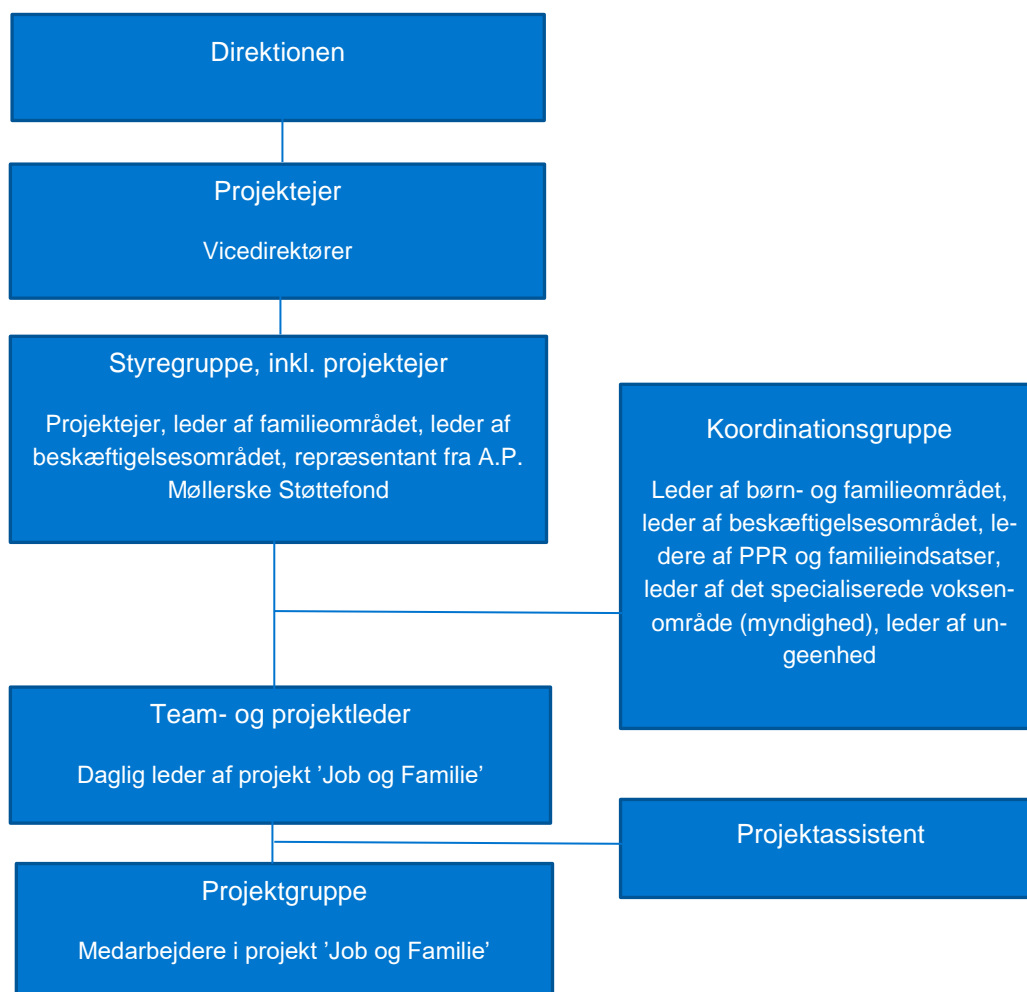 Direktionen
Projektejer
Vicedirektører
Styregruppe, inkl. projektejer
Projektejer, leder af familieområdet, leder af
beskæftigelsesområdet, repræsentant fra A.P.
Møllerske Støttefond
Koordinationsgruppe
Leder af børn- og familieområdet,
leder af beskæftigelsesområdet, le-
dere af PPR og familieindsatser,
leder af det specialiserede voksen-
område (myndighed), leder af un-
geenhed
Team- og projektleder
Daglig leder af projekt ’Job og Familie’
Projektassistent
Projektgruppe
Medarbejdere i projekt ’Job og Familie’